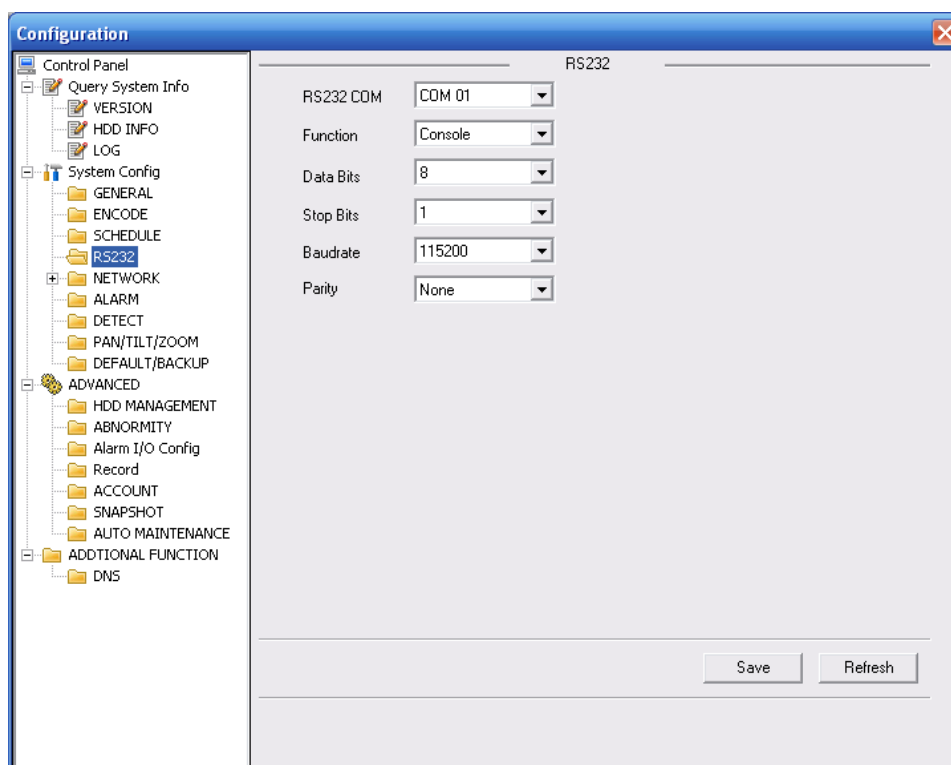 Configuration
Control Panel
Query System Info
VERSION
HDD INFO
LOG
System Config
GENERAL
ENCODE
SCHEDULE
RS232
NETWORK
ALARM
DETECT
PAN/TILT/ZOOM
DEFAULT/BACKUP
ADVANCED
HDD MANAGEMENT
ABNORMITY
Alarm I/O Config
Record
ACCOUNT
SNAPSHOT
AUTO MAINTENANCE
ADDTIONAL FUNCTION
DNS
RS232
RS232 COM COM 01
Function Console
Data Bits 8
Stop Bits 1
Baudrate 115200
Parity None
Save Refresh